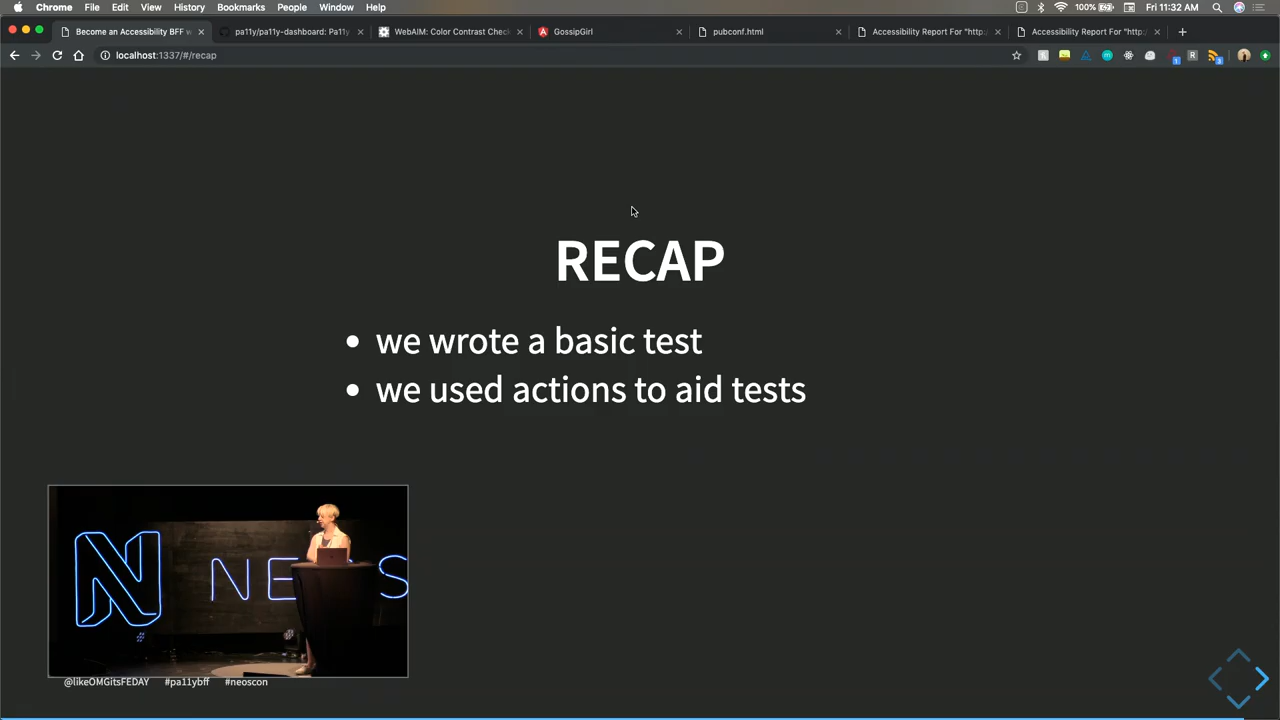 Chrome File Edit View History Bookmarks People Window Help 100% Fri 11:32 AM
Become an Accessibility BFF w pa11y/pa11y-dashboard: Pa11y WebAIM: Color Contrast Chec GossipGirl pubconf.html Accessibility Report For "http: Accessibility Report For "http:
localhost:1337/#/recap
RECAP
• we wrote a basic test
• we used actions to aid tests
N NEOS
@likeOMGitsFEDAY #pa11ybff #neoscon